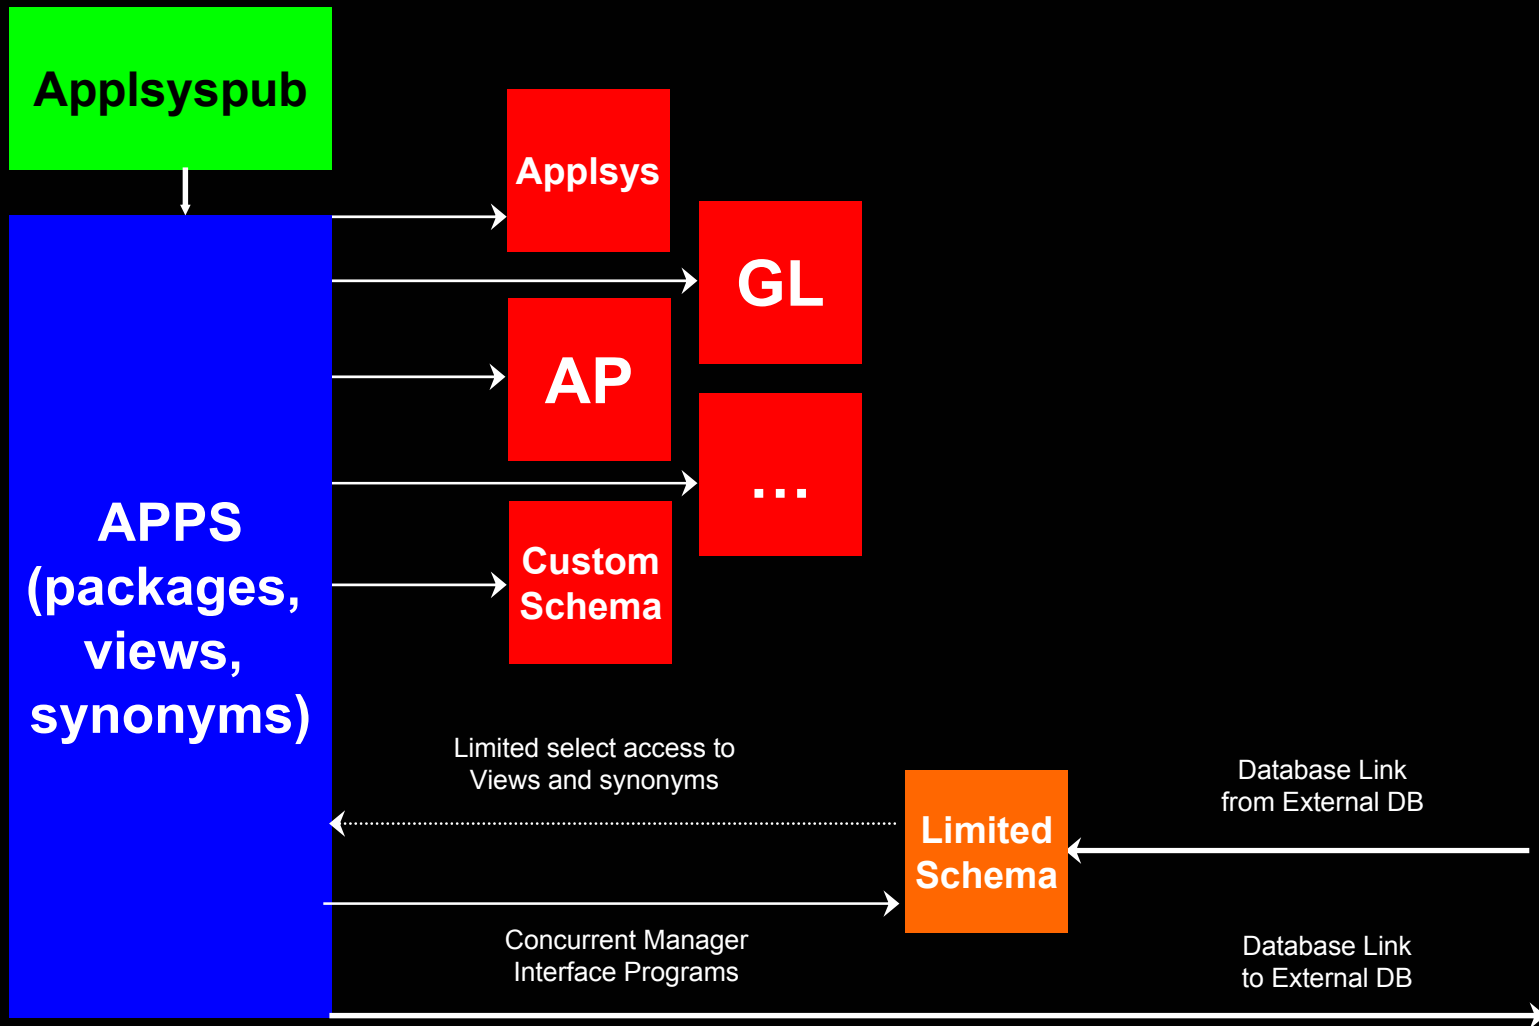 Applsyspub
Applsys
GL
AP
...
Custom
Schema
APPS
(packages,
views,
synonyms)
Limited select access to
Views and synonyms
Limited
Schema
Database Link
from External DB
Concurrent Manager
Interface Programs
Database Link
to External DB